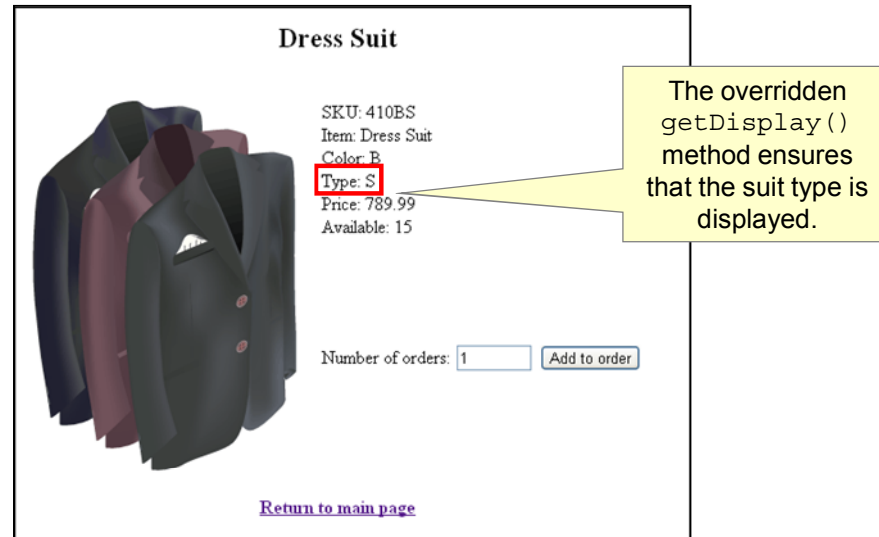 Dress Suit
SKU: 410BS
Item: Dress Suit
Color: B
Type: S
Price: 789.99
Available: 15
The overridden
getDisplay()
method ensures
that the suit type is
displayed.
Number of orders: 1 Add to order
Return to main page